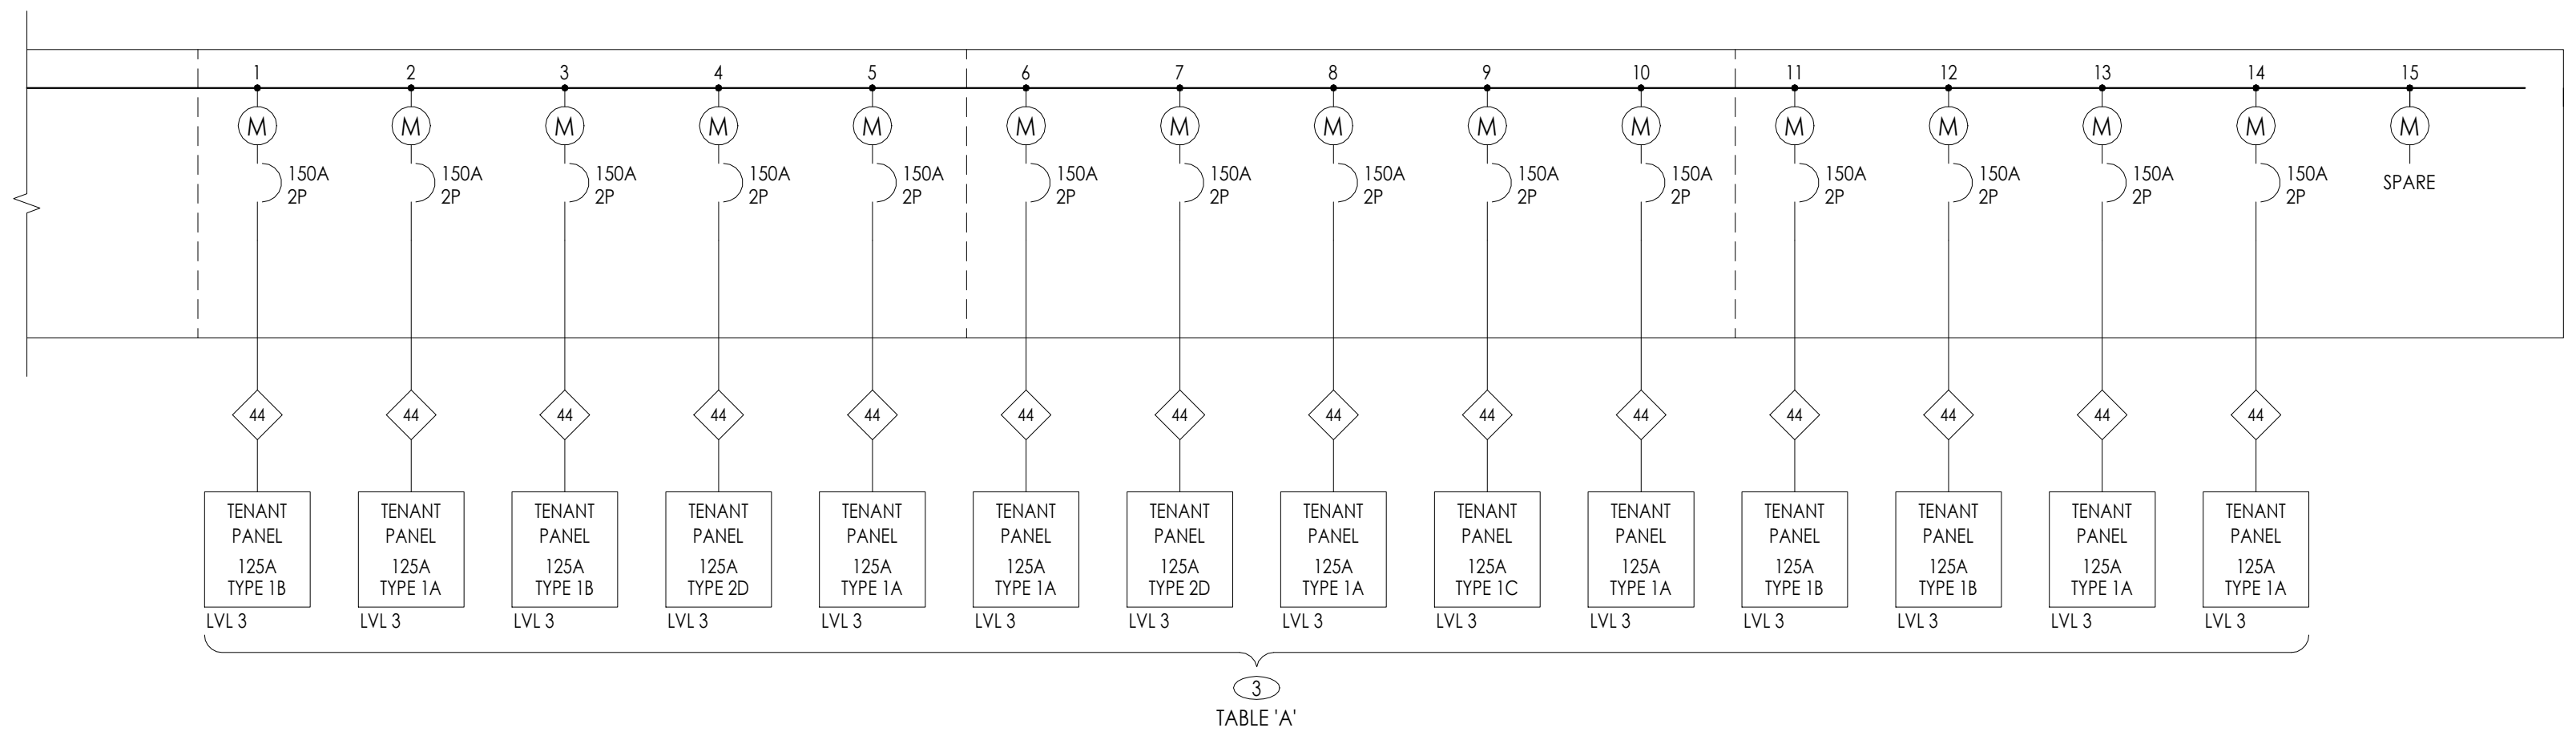 1 2 3 4 5 6 7 8 9 10 11 12 13 14 15
M M M M M M M M M M M M M M M
150A 150A 150A 150A 150A 150A 150A 150A 150A 150A 150A 150A 150A 150A
2P 2P 2P 2P 2P 2P 2P 2P 2P 2P 2P 2P 2P 2P
SPARE
44 44 44 44 44 44 44 44 44 44 44 44 44 44
TENANT TENANT TENANT TENANT TENANT TENANT TENANT TENANT TENANT TENANT TENANT TENANT TENANT TENANT
PANEL PANEL PANEL PANEL PANEL PANEL PANEL PANEL PANEL PANEL PANEL PANEL PANEL PANEL
125A 125A 125A 125A 125A 125A 125A 125A 125A 125A 125A 125A 125A 125A
TYPE 1B TYPE 1A TYPE 1B TYPE 2D TYPE 1A TYPE 1A TYPE 2D TYPE 1A TYPE 1C TYPE 1A TYPE 1B TYPE 1B TYPE 1A TYPE 1A
LVL 3 LVL 3 LVL 3 LVL 3 LVL 3 LVL 3 LVL 3 LVL 3 LVL 3 LVL 3 LVL 3 LVL 3 LVL 3 LVL 3
3
TABLE 'A'